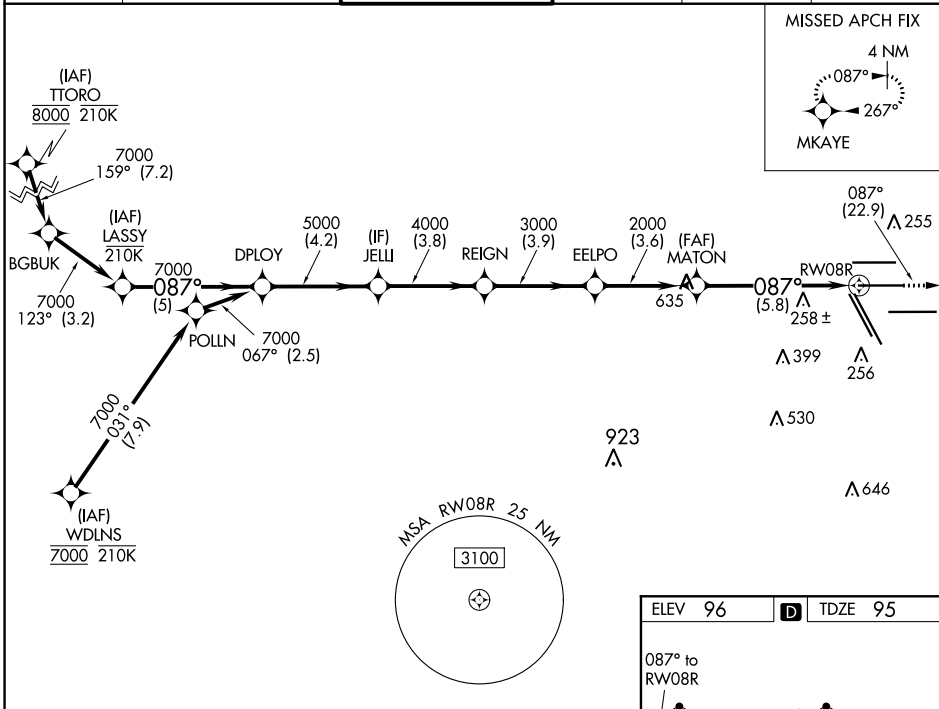 MISSED APCH FIX
4 NM
087°
267°
MKAYE
(IAF)
TTORO
8000 210K
7000
159° (7.2)
BGBUK
(IAF)
LASSY
210K
7000
123° (3.2)
7000
087°
(5)
DPLOY
5000
(4.2)
(IF)
JELLI
4000
(3.8)
REIGN
3000
(3.9)
EELPO
2000
(3.6)
(FAF)
MATON
635
087°
(5.8)
RW08R
087°
(22.9)
255
258 ±
399
256
530
646
923
POLLN
7000
067° (2.5)
7000
031°
(7.9)
(IAF)
WDLNS
7000 210K
MSA RW08R 25 NM
3100
ELEV 96 D TDZE 95
087° to
RW08R